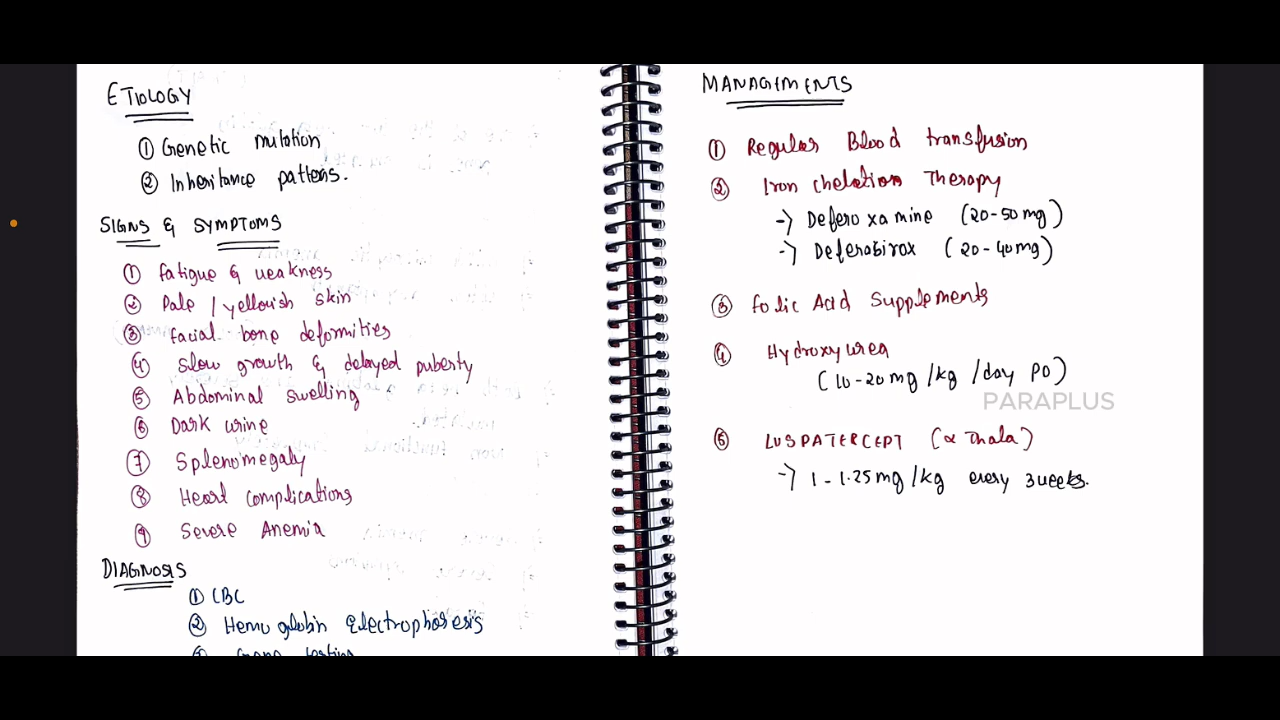 ETIOLOGY
① Genetic mutation
② Inheritance patterns.
SIGNS & SYMPTOMS
① fatigue & weakness
② Pale / yellowish skin
③ facial bone deformities
④ Slow growth & delayed puberty
⑤ Abdominal swelling
⑥ Dark urine
⑦ Splenomegaly
⑧ Heart complications
⑨ Severe Anemia
DIAGNOSIS
① CBC
② Hemoglobin Electrophoresis
MANAGEMENTS
① Regular Blood transfusion
② Iron chelation Therapy
-> Deferoxamine (20-50mg)
-> Deferabirox (20-40mg)
③ Folic Acid Supplements
④ Hydroxyurea
(10-20mg/kg/day PO)
PARAPLUS
⑤ LUSPATERCEPT (α Thala)
-> 1-1.25mg/kg every 3 weeks.